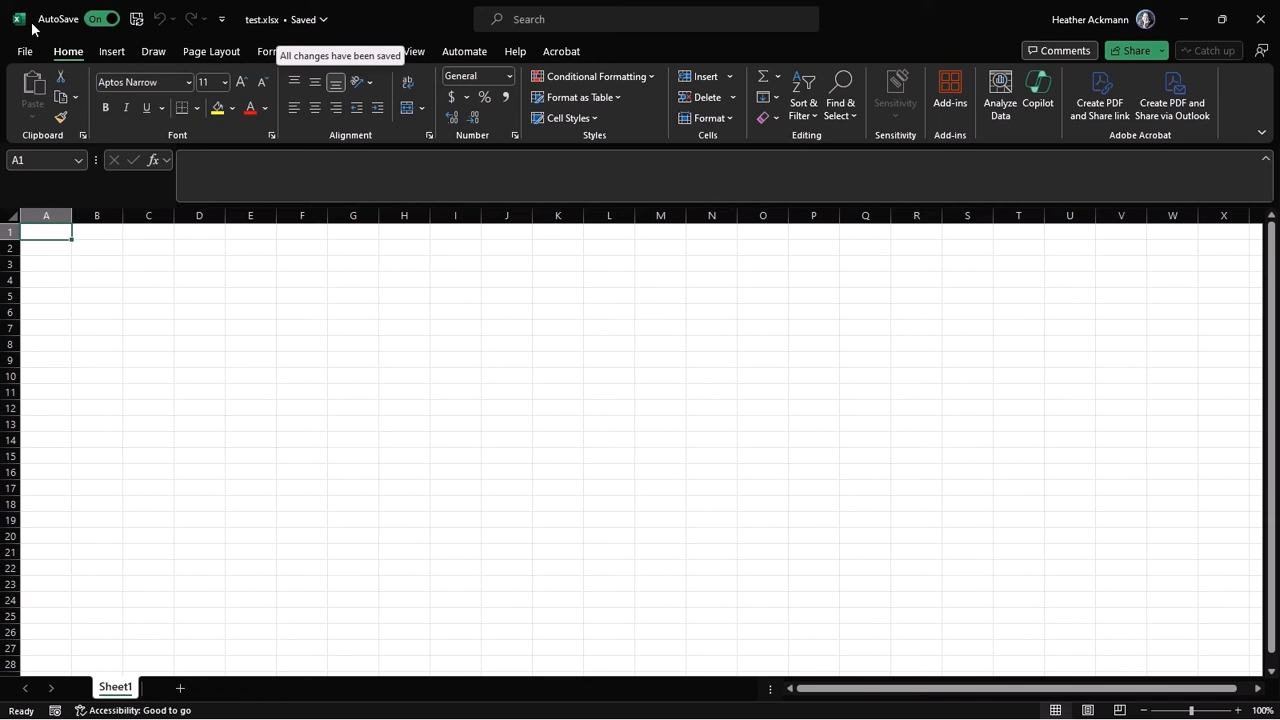 AutoSave On test.xlsx • Saved Search Heather Ackmann
File Home Insert Draw Page Layout For All changes have been saved View Automate Help Acrobat Comments Share Catch up
Paste Aptos Narrow 11 General Conditional Formatting Insert Sort & Find & Sensitivity Add-ins Analyze Copilot Create PDF Create PDF and
B I U A $ % Format as Table Delete Filter Select Data and Share link Share via Outlook
Cell Styles Format
Clipboard Font Alignment Number Styles Cells Editing Sensitivity Add-ins Adobe Acrobat
A1 fx
A B C D E F G H I J K L M N O P Q R S T U V W X
1
2
3
4
5
6
7
8
9
10
11
12
13
14
15
16
17
18
19
20
21
22
23
24
25
26
27
28
Sheet1
Ready Accessibility: Good to go 100%